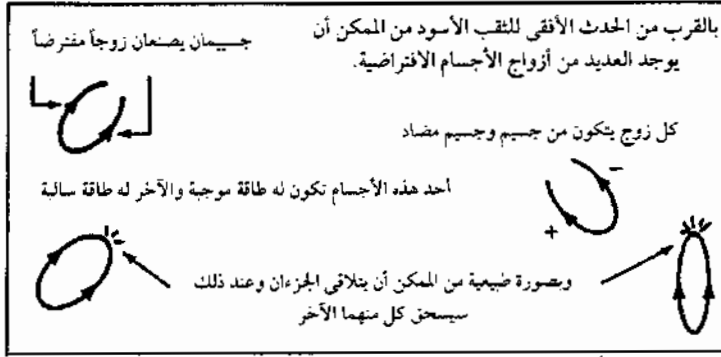 بالقرب من الحدث الأفقى للثقب الأسود من الممكن أن
يوجد العديد من أزواج الأجسام الافتراضية.
جسيمان يصنعان زوجاً مفترضاً
كل زوج يتكون من جسيم وجسيم مضاد
-
+
أحد هذه الأجسام تكون له طاقة موجبة والآخر له طاقة سالبة
وبصورة طبيعية من الممكن أن يتلاقى الجزءان وعند ذلك
سيسحق كل منهما الآخر